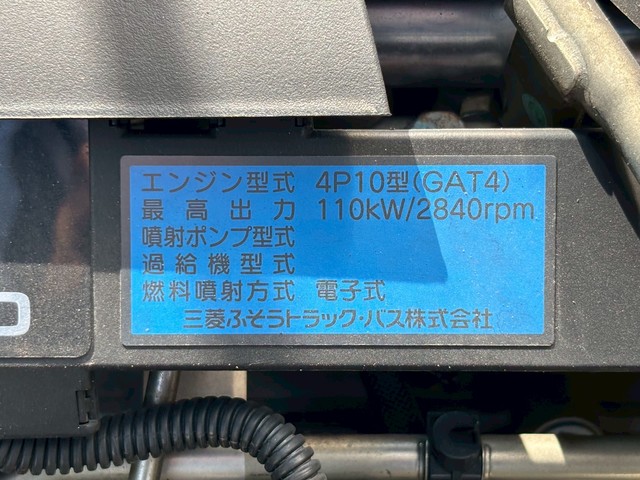 エンジン型式 4P10型(GAT4)
最高出力 110kW/2840rpm
噴射ポンプ型式
過給機型式
燃料噴射方式 電子式
三菱ふそうトラック・バス株式会社